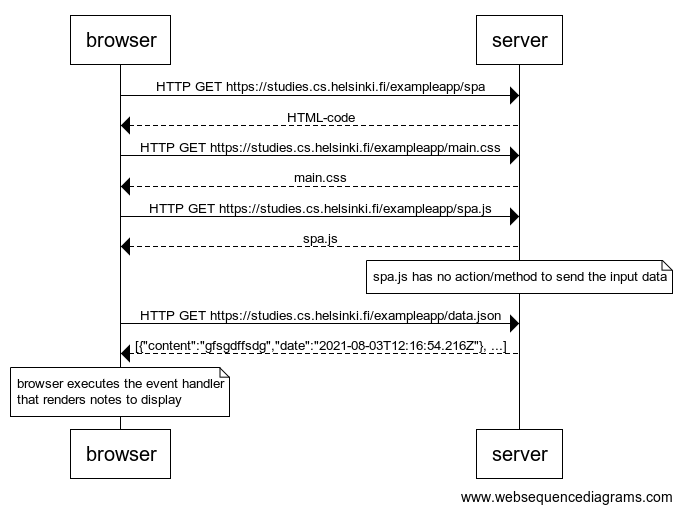 browser
server
HTTP GET https://studies.cs.helsinki.fi/exampleapp/spa
HTML-code
HTTP GET https://studies.cs.helsinki.fi/exampleapp/main.css
main.css
HTTP GET https://studies.cs.helsinki.fi/exampleapp/spa.js
spa.js
spa.js has no action/method to send the input data
HTTP GET https://studies.cs.helsinki.fi/exampleapp/data.json
[{"content":"gfsgdffsdg","date":"2021-08-03T12:16:54.216Z"}, ...]
browser executes the event handler
that renders notes to display
browser
server
www.websequencediagrams.com